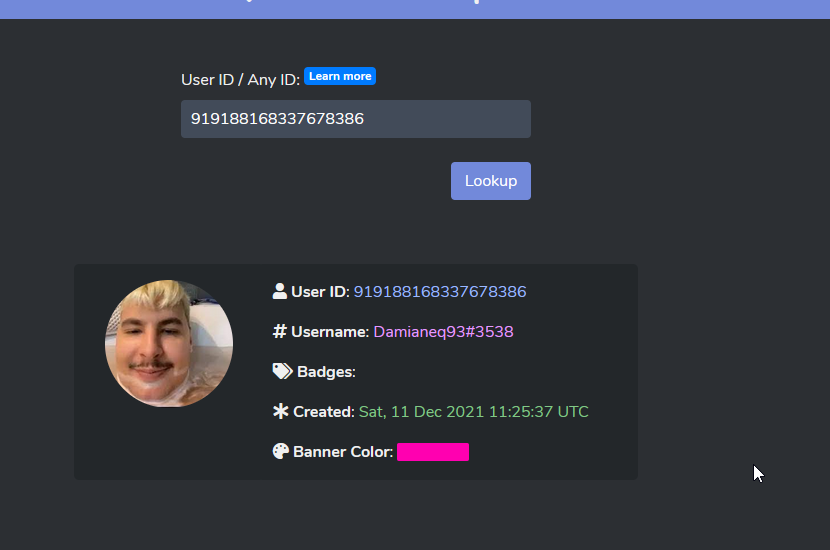 User ID / Any ID: Learn more
919188168337678386
Lookup
User ID: 919188168337678386
# Username: Damianeq93#3538
Badges:
Created: Sat, 11 Dec 2021 11:25:37 UTC
Banner Color: